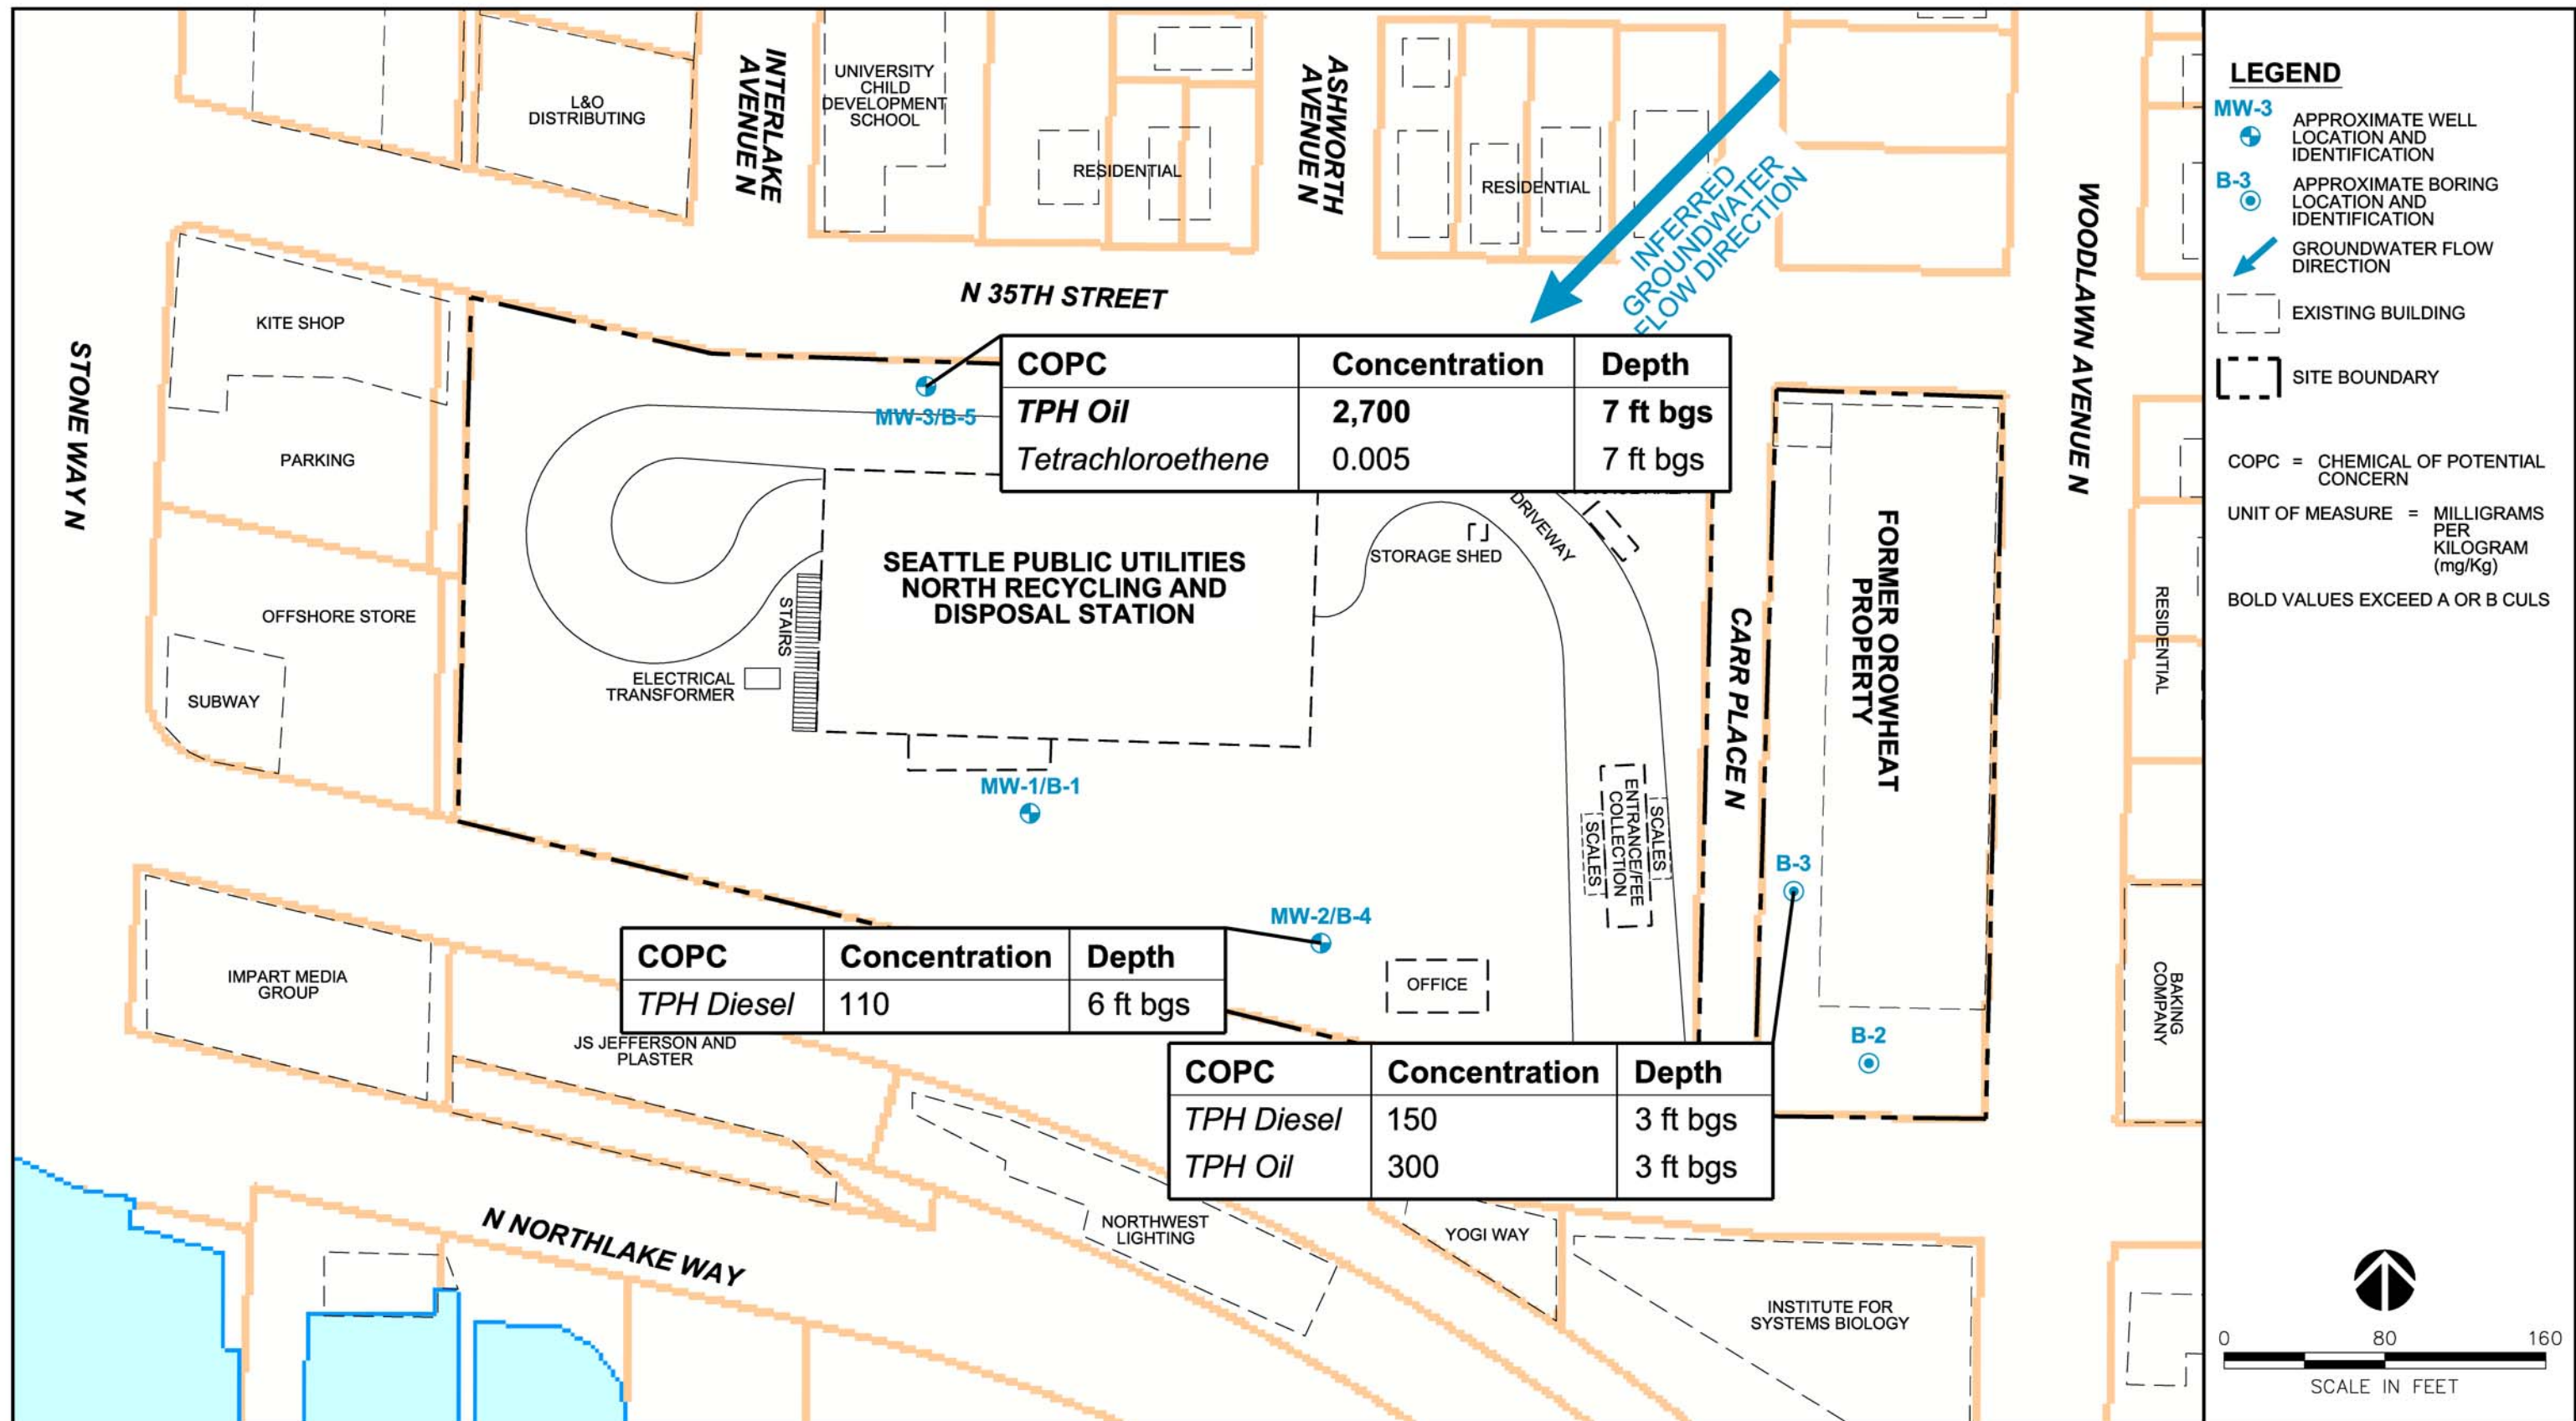 L&O
DISTRIBUTING
INTERLAKE
AVENUE N
UNIVERSITY
CHILD
DEVELOPMENT
SCHOOL
RESIDENTIAL
ASHWORTH
AVENUE N
RESIDENTIAL
INFERRED
GROUNDWATER
FLOW DIRECTION
WOODLAWN AVENUE N
STONE WAY N
KITE SHOP
PARKING
OFFSHORE STORE
SUBWAY
N 35TH STREET
MW-3/B-5
COPC Concentration Depth
TPH Oil 2,700 7 ft bgs
Tetrachloroethene 0.005 7 ft bgs
SEATTLE PUBLIC UTILITIES
NORTH RECYCLING AND
DISPOSAL STATION
STAIRS
ELECTRICAL
TRANSFORMER
STORAGE SHED
DRIVEWAY
CARR PLACE N
FORMER OROWHEAT
PROPERTY
RESIDENTIAL
MW-1/B-1
SCALES
ENTRANCE/FEE
COLLECTION
SCALES
B-3
MW-2/B-4
OFFICE
COPC Concentration Depth
TPH Diesel 110 6 ft bgs
B-2
BAKING
COMPANY
IMPART MEDIA
GROUP
JS JEFFERSON AND
PLASTER
COPC Concentration Depth
TPH Diesel 150 3 ft bgs
TPH Oil 300 3 ft bgs
N NORTHLAKE WAY
NORTHWEST
LIGHTING
YOGI WAY
INSTITUTE FOR
SYSTEMS BIOLOGY
LEGEND
MW-3
APPROXIMATE WELL
LOCATION AND
IDENTIFICATION
B-3
APPROXIMATE BORING
LOCATION AND
IDENTIFICATION
GROUNDWATER FLOW
DIRECTION
EXISTING BUILDING
SITE BOUNDARY
COPC = CHEMICAL OF POTENTIAL
CONCERN
UNIT OF MEASURE = MILLIGRAMS
PER
KILOGRAM
(mg/Kg)
BOLD VALUES EXCEED A OR B CULS
0 80 160
SCALE IN FEET